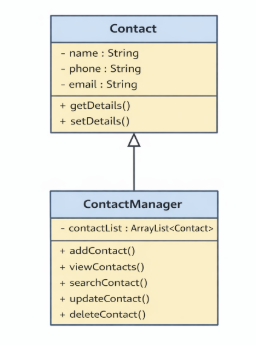 Contact
- name : String
- phone : String
- email : String
+ getDetails()
+ setDetails()
ContactManager
- contactList : ArrayList<Contact>
+ addContact()
+ viewContacts()
+ searchContact()
+ updateContact()
+ deleteContact()